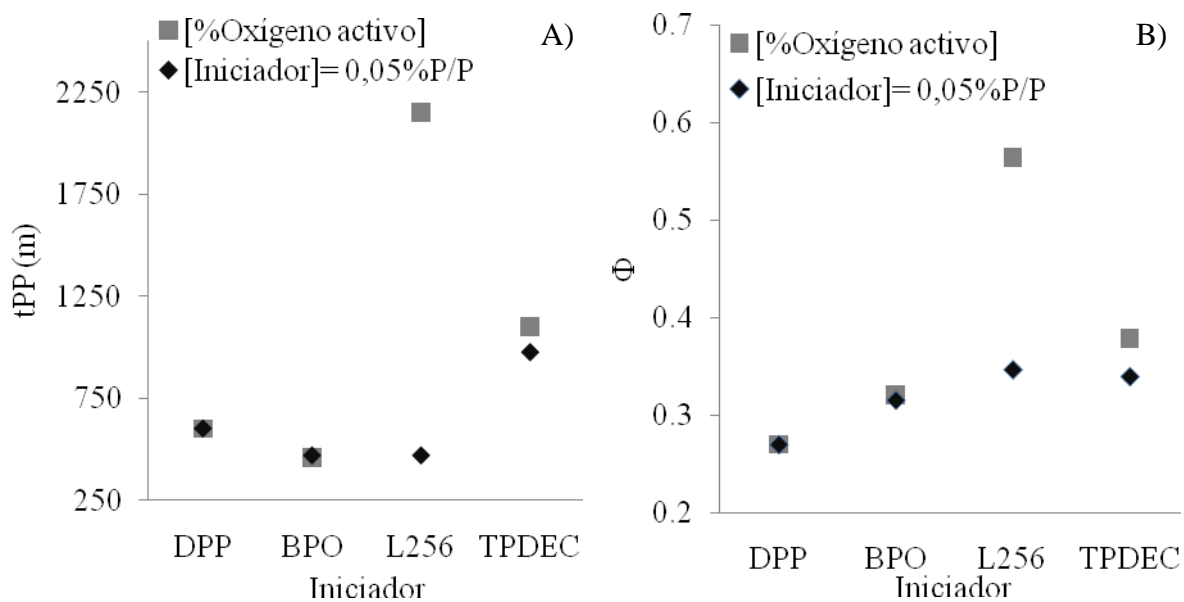 A)
[%Oxígeno activo]
[Iniciador]= 0,05%P/P
2250
1750
1250
750
250
tPP (m)
DPP BPO L256 TPDEC
Iniciador
B)
[%Oxígeno activo]
[Iniciador]= 0,05%P/P
0.7
0.6
0.5
0.4
0.3
0.2
Φ
DPP BPO L256 TPDEC
Iniciador